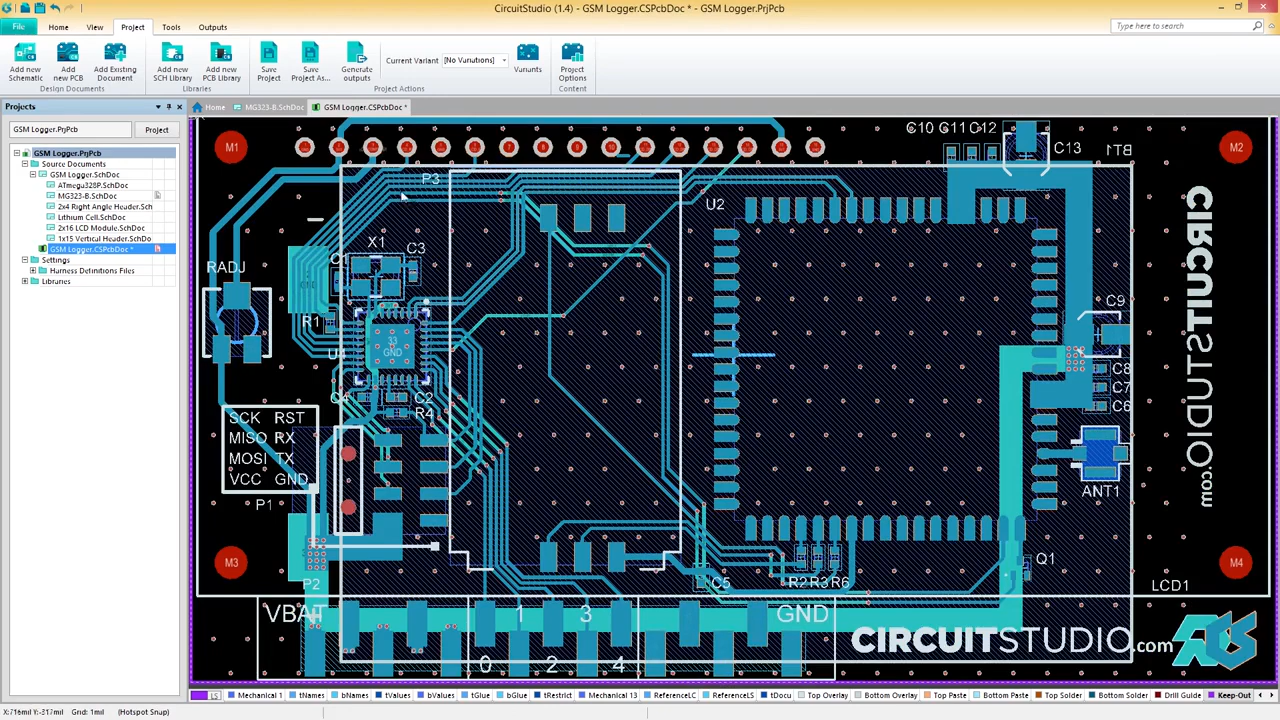 CircuitStudio (1.4) - GSM Logger.CSPcbDoc * - GSM Logger.PrjPcb
File Home View Project Tools Outputs
Type here to search
Add new Schematic
Add new PCB
Add Existing Document
Add new SCH Library
Add new PCB Library
Save Project
Save Project As...
Generate outputs
Current Variant [No Variations]
Variants
Project Options
Design Documents Libraries Project Actions Content
Projects
Home MG323-B.SchDoc GSM Logger.CSPcbDoc *
GSM Logger.PrjPcb Project
GSM Logger.PrjPcb
Source Documents
GSM Logger.SchDoc
ATmegu328P.SchDoc
MG323-B.SchDoc
2x4 Right Angle Header.Sch
Lithium Cell.SchDoc
2x16 LCD Module.SchDoc
1x15 Vertical Header.SchDo
GSM Logger.CSPcbDoc *
Settings
Harness Definitions Files
Libraries
M1
M2
C10 C11 C12
C13
BT1
P3
U2
X1
C3
RADJ
R1
33
GND
C9
C8
C7
C6
C2
R4
SCK RST
MISO RX
MOSI TX
VCC GND
P1
ANT1
CIRCUITSTUDIO.com
M3
M4
P2
C5
R2 R3 R6
Q1
LCD1
VBAT
1 3
GND
0 2 4
CIRCUITSTUDIO.com
LS Mechanical 1 tNames bNames tValues bValues tGlue bGlue tRestrict Mechanical 13 ReferenceLC ReferenceLS tDocu Top Overlay Bottom Overlay Top Paste Bottom Paste Top Solder Bottom Solder Drill Guide Keep-Out
X:716mil Y:-317mil Grid: 1mil (Hotspot Snap)